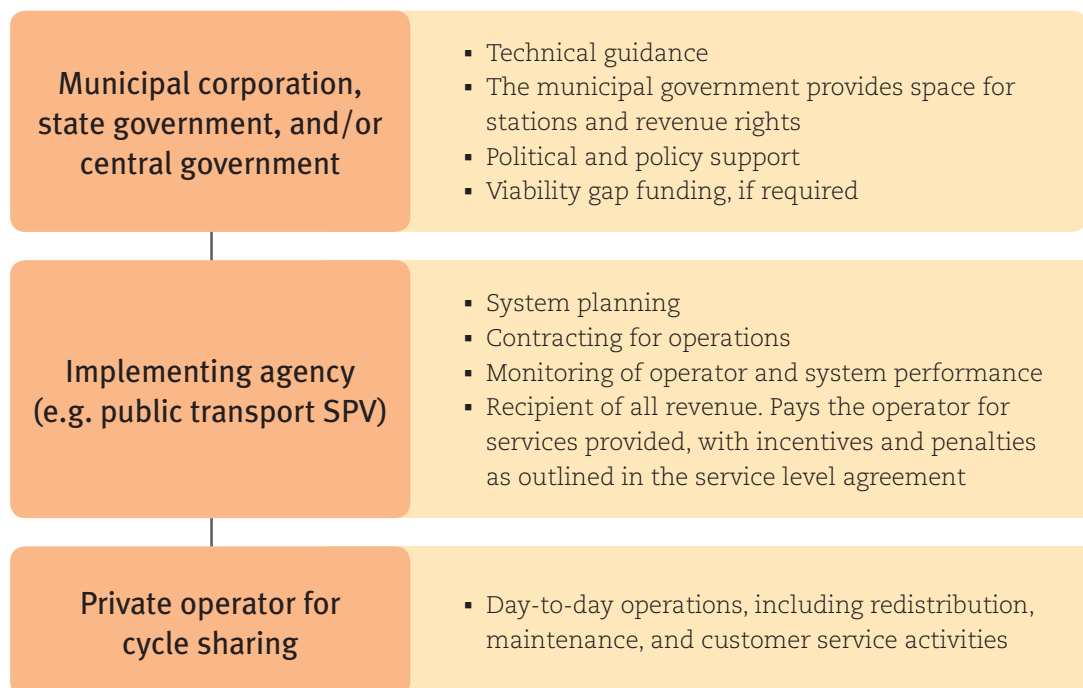 Municipal corporation,
state government, and/or
central government
▪ Technical guidance
▪ The municipal government provides space for
stations and revenue rights
▪ Political and policy support
▪ Viability gap funding, if required
Implementing agency
(e.g. public transport SPV)
▪ System planning
▪ Contracting for operations
▪ Monitoring of operator and system performance
▪ Recipient of all revenue. Pays the operator for
services provided, with incentives and penalties
as outlined in the service level agreement
Private operator for
cycle sharing
▪ Day-to-day operations, including redistribution,
maintenance, and customer service activities